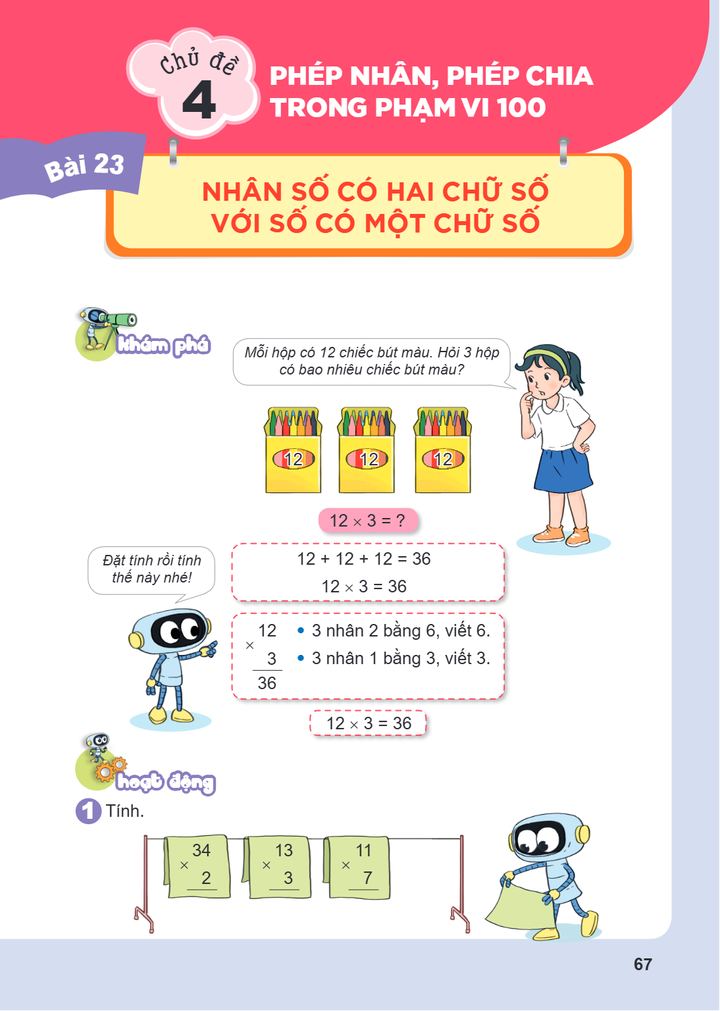 Chủ đề
4
PHÉP NHÂN, PHÉP CHIA
TRONG PHẠM VI 100
Bài 23
NHÂN SỐ CÓ HAI CHỮ SỐ
VỚI SỐ CÓ MỘT CHỮ SỐ
khám phá
Mỗi hộp có 12 chiếc bút màu. Hỏi 3 hộp
có bao nhiêu chiếc bút màu?
12 12 12
12 × 3 = ?
Đặt tính rồi tính
thế này nhé!
12 + 12 + 12 = 36
12 × 3 = 36
12
×
3
36
• 3 nhân 2 bằng 6, viết 6.
• 3 nhân 1 bằng 3, viết 3.
12 × 3 = 36
hoạt động
1 Tính.
34
×
2
13
×
3
11
×
7
67